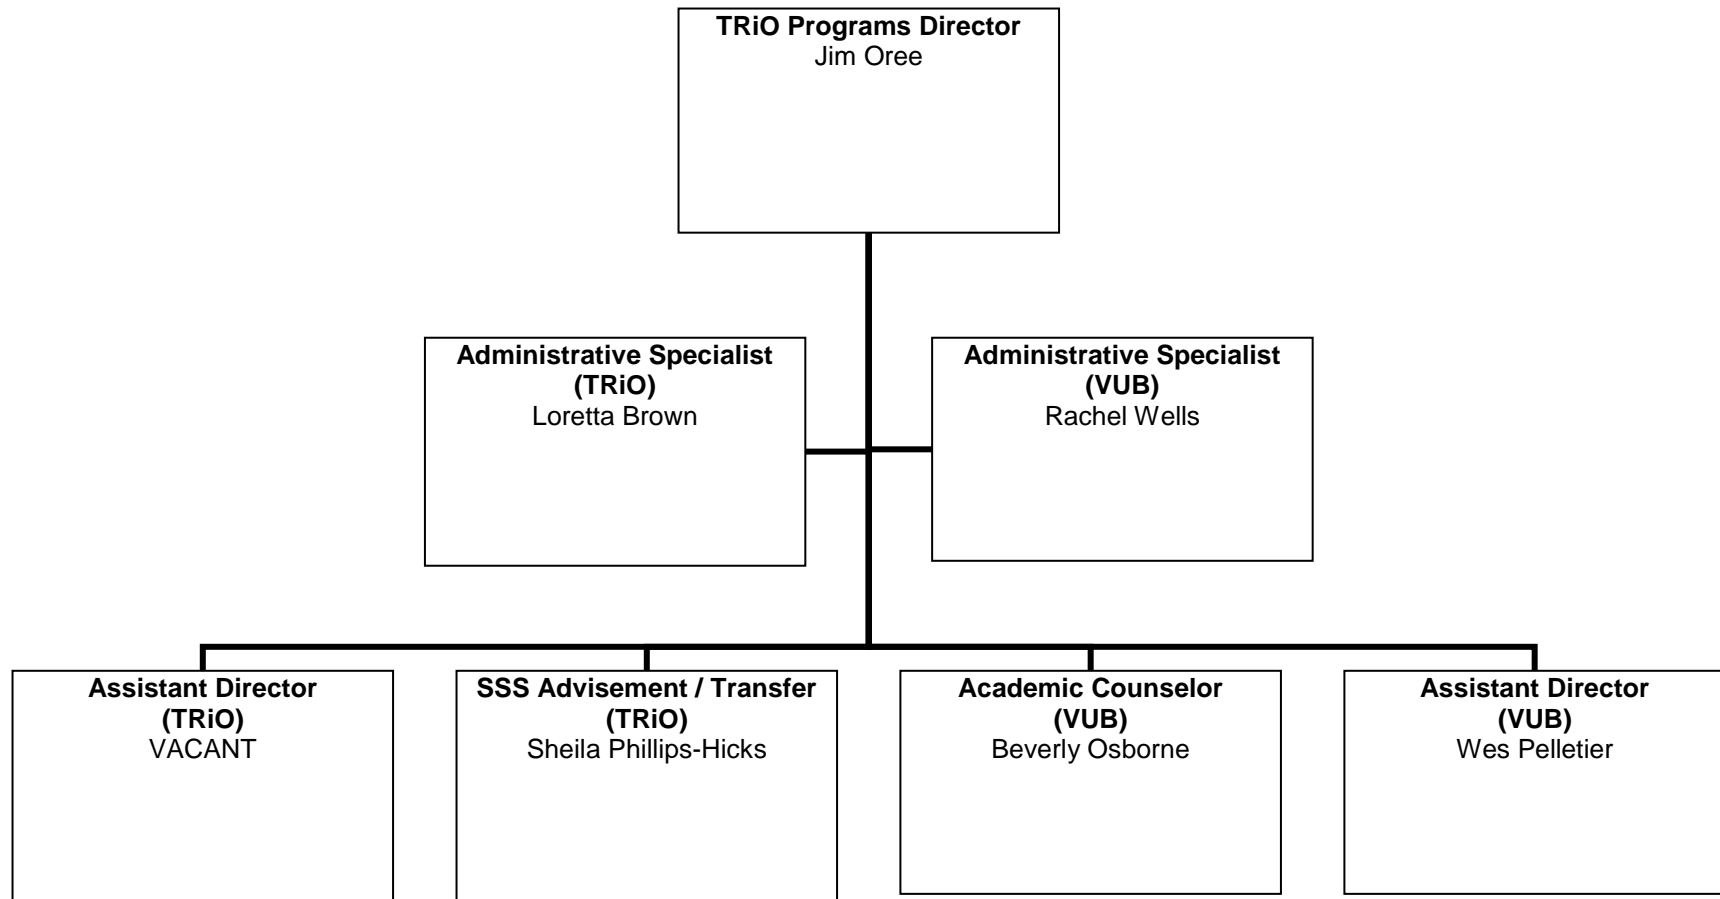 TRiO Programs Director
Jim Oree
Administrative Specialist
(TRiO)
Loretta Brown
Administrative Specialist
(VUB)
Rachel Wells
Assistant Director
(TRiO)
VACANT
SSS Advisement / Transfer
(TRiO)
Sheila Phillips-Hicks
Academic Counselor
(VUB)
Beverly Osborne
Assistant Director
(VUB)
Wes Pelletier